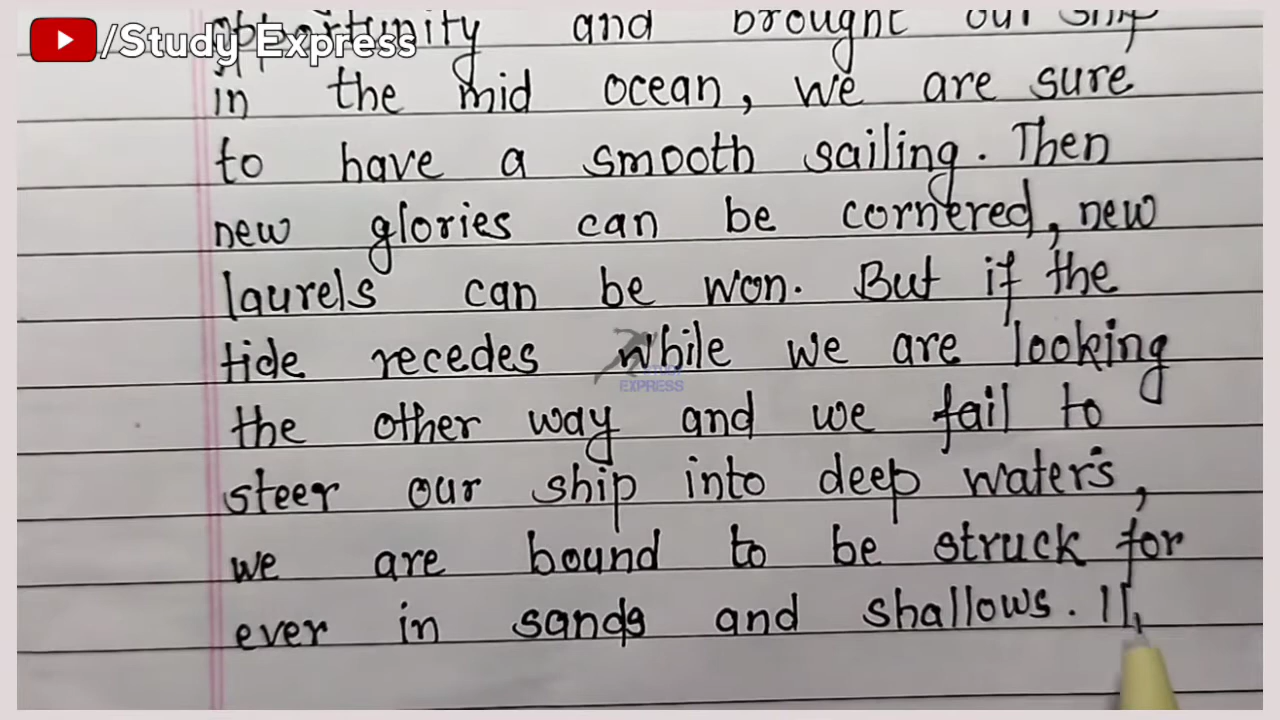 /Study Express
opportunity and brought our ship
in the mid ocean, we are sure
to have a smooth sailing. Then
new glories can be cornered, new
laurels can be won. But if the
tide recedes while we are looking
STUDY
EXPRESS
the other way and we fail to
steer our ship into deep waters,
we are bound to be struck for
ever in sands and shallows.